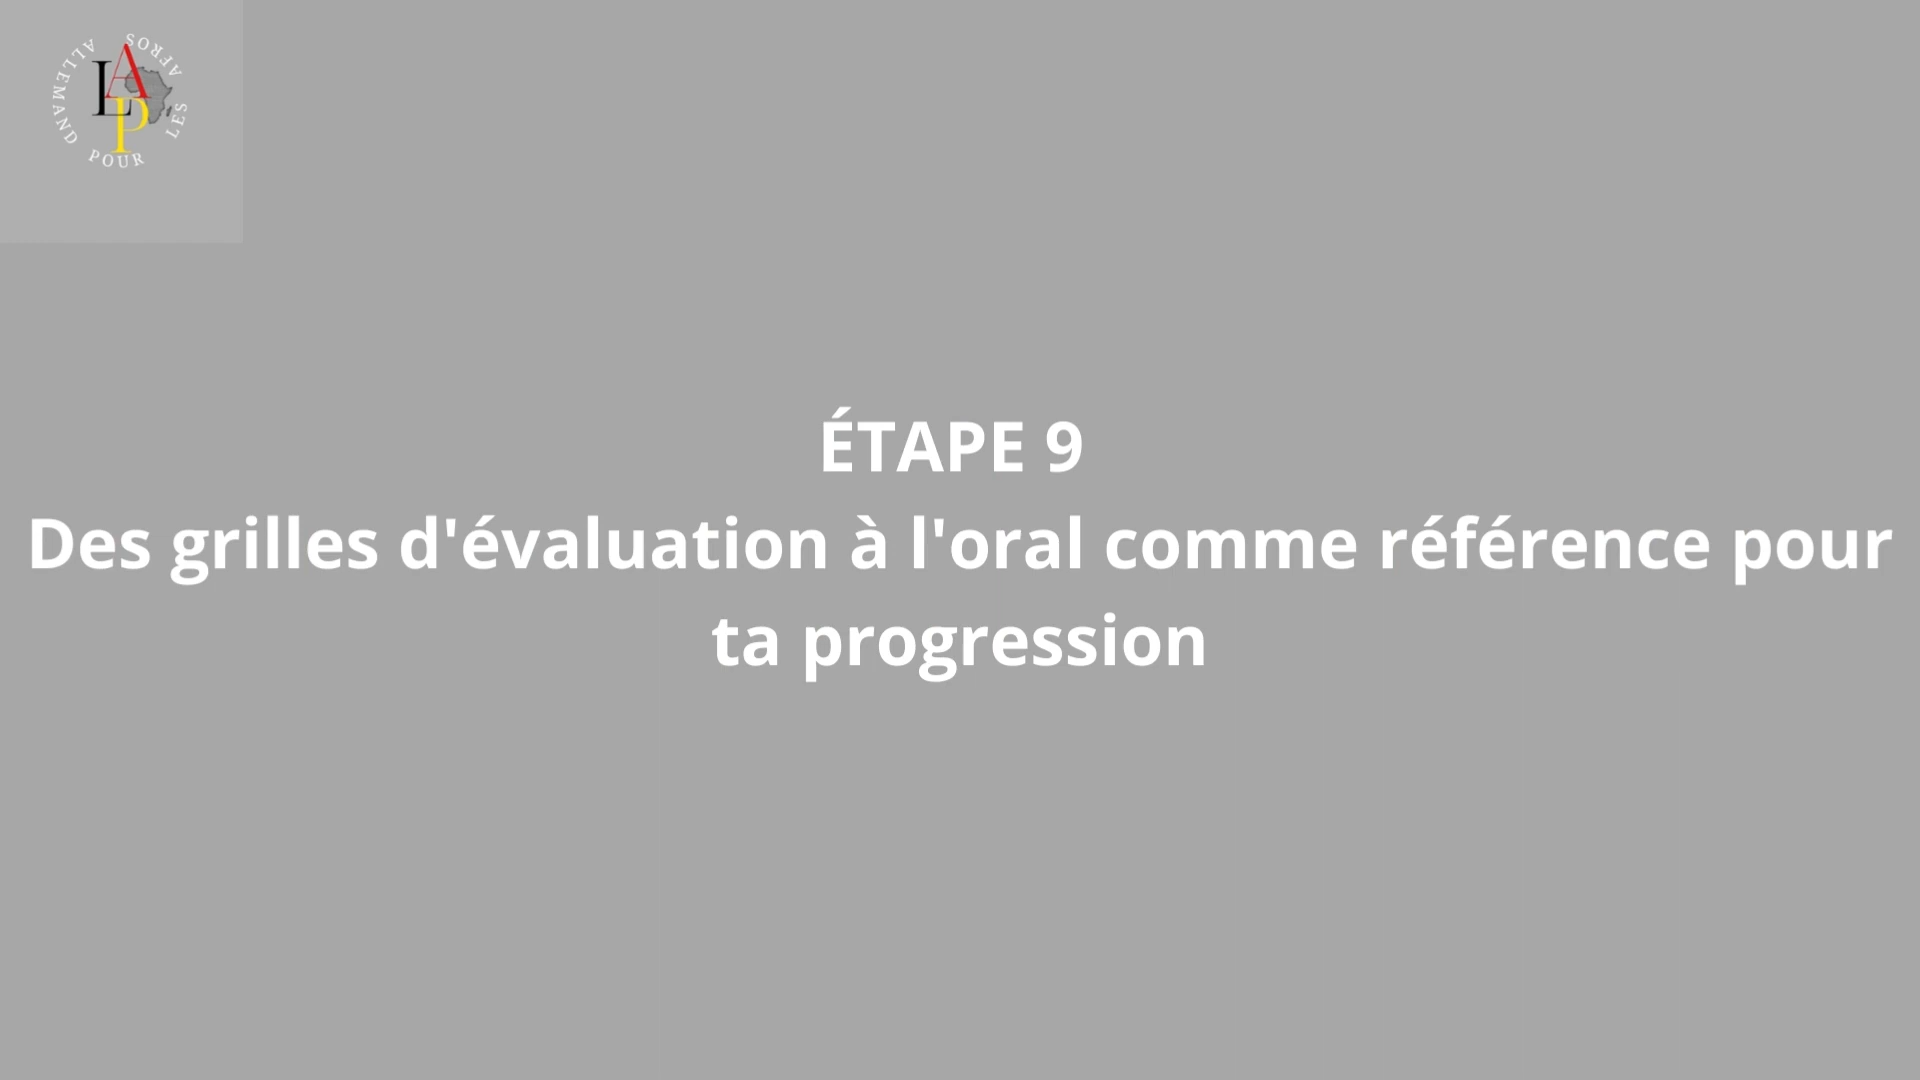 ALLEMAND POUR LES AFROS
LAP
ÉTAPE 9
Des grilles d'évaluation à l'oral comme référence pour
ta progression